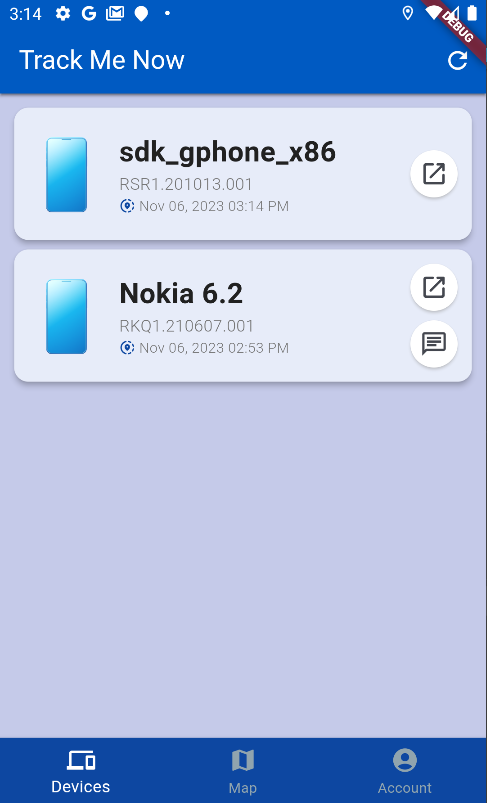 3:14
DEBUG
Track Me Now
sdk_gphone_x86
RSR1.201013.001
Nov 06, 2023 03:14 PM
Nokia 6.2
RKQ1.210607.001
Nov 06, 2023 02:53 PM
Devices
Map
Account